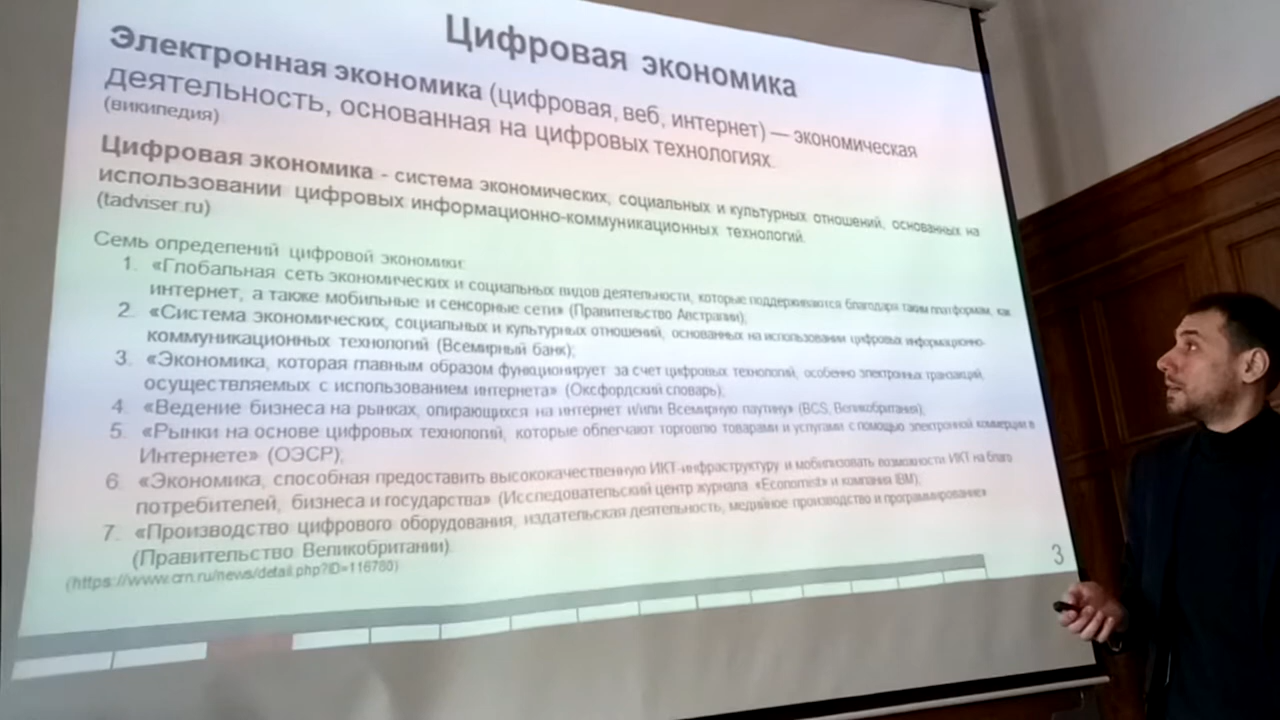 Цифровая экономика
Электронная экономика (цифровая, веб, интернет) — экономическая
деятельность, основанная на цифровых технологиях.
(википедия)
Цифровая экономика - система экономических, социальных и культурных отношений, основанных на
использовании цифровых информационно-коммуникационных технологий.
(tadviser.ru)
Семь определений цифровой экономики:
1. «Глобальная сеть экономических и социальных видов деятельности, которые поддерживаются благодаря таким платформам, как
интернет, а также мобильные и сенсорные сети» (Правительство Австралии);
2. «Система экономических, социальных и культурных отношений, основанных на использовании цифровых информационно-
коммуникационных технологий (Всемирный банк);
3. «Экономика, которая главным образом функционирует за счет цифровых технологий, особенно электронных транзакций,
осуществляемых с использованием интернета» (Оксфордский словарь);
4. «Ведение бизнеса на рынках, опирающихся на интернет и/или Всемирную паутину» (BCS, Великобритания);
5. «Рынки на основе цифровых технологий, которые облегчают торговлю товарами и услугами с помощью электронной коммерции в
Интернете» (ОЭСР);
6. «Экономика, способная предоставить высококачественную ИКТ-инфраструктуру и мобилизовать возможности ИКТ на благо
потребителей, бизнеса и государства» (Исследовательский центр журнала «Economist» и компания IBM);
7. «Производство цифрового оборудования, издательская деятельность, медийное производство и программирование»
(Правительство Великобритании).
(https://www.crn.ru/news/detail.php?ID=116780)
3